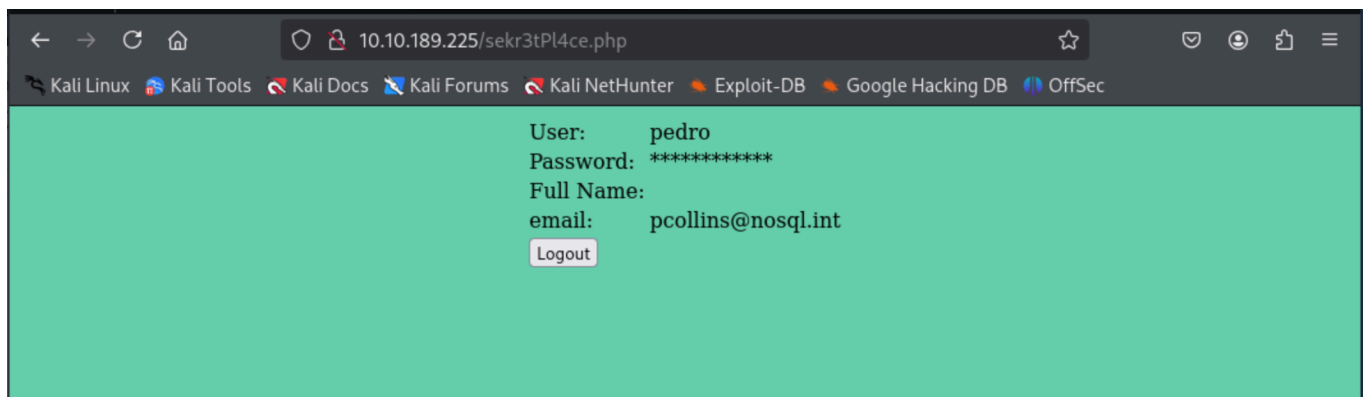 10.10.189.225/sekr3tPl4ce.php
Kali Linux Kali Tools Kali Docs Kali Forums Kali NetHunter Exploit-DB Google Hacking DB OffSec
User: pedro
Password: ************
Full Name:
email: pcollins@nosql.int
Logout